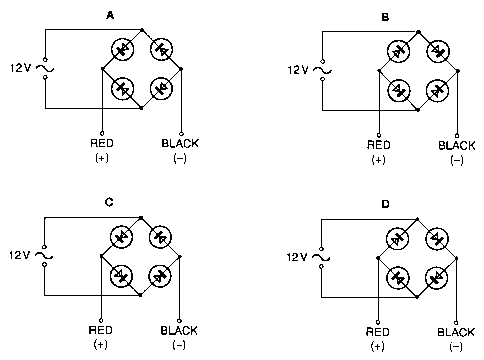 A
12V
RED
(+)
BLACK
(−)
B
12V
RED
(+)
BLACK
(−)
C
12V
RED
(+)
BLACK
(−)
D
12V
RED
(+)
BLACK
(−)